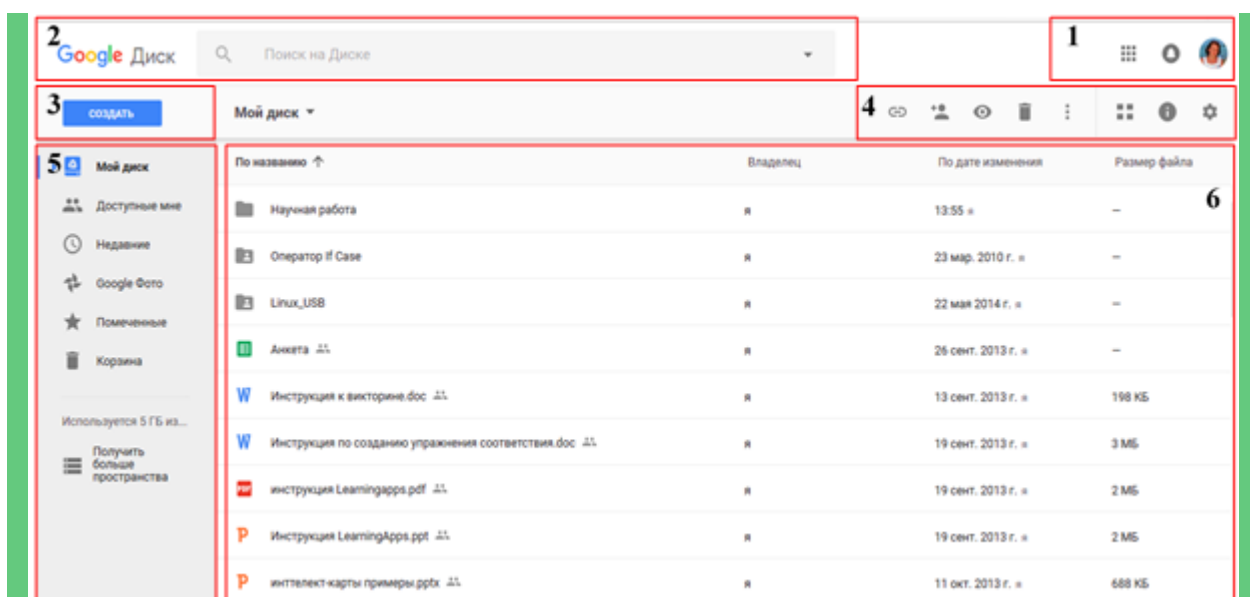 2 1
Google Диск Поиск на Диске
3 СОЗДАТЬ Мой диск 4
5 Мой диск По названию Владелец По дате изменения Размер файла
6
Доступные мне Научная работа я 13:55 я –
Недавние Оператор If Case я 23 мар. 2010 г. я –
Google Фото Linux_USB я 22 мая 2014 г. я –
Помеченные Анкета я 26 сент. 2013 г. я –
Корзина Инструкция к викторине.doc я 13 сент. 2013 г. я 198 КБ
Используется 5 ГБ из... Инструкция по созданию упражнения соответствия.doc я 19 сент. 2013 г. я 3 МБ
Получить
больше
пространства
PDF инструкция Learningapps.pdf я 19 сент. 2013 г. я 2 МБ
Инструкция LearningApps.ppt я 19 сент. 2013 г. я 2 МБ
инттелект-карты примеры.pptx я 11 окт. 2013 г. я 688 КБ